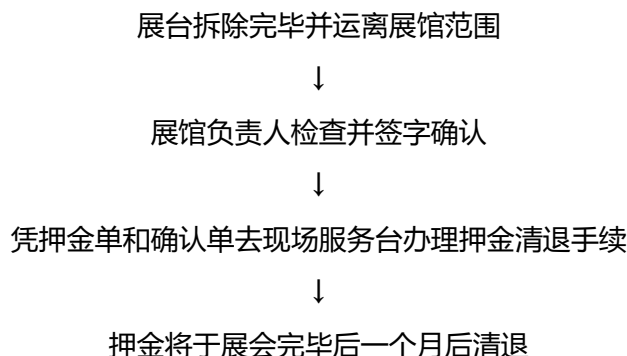 展台拆除完毕并运离展馆范围
↓
展馆负责人检查并签字确认
↓
凭押金单和确认单去现场服务台办理押金清退手续
↓
押金将于展会完毕后一个月后清退